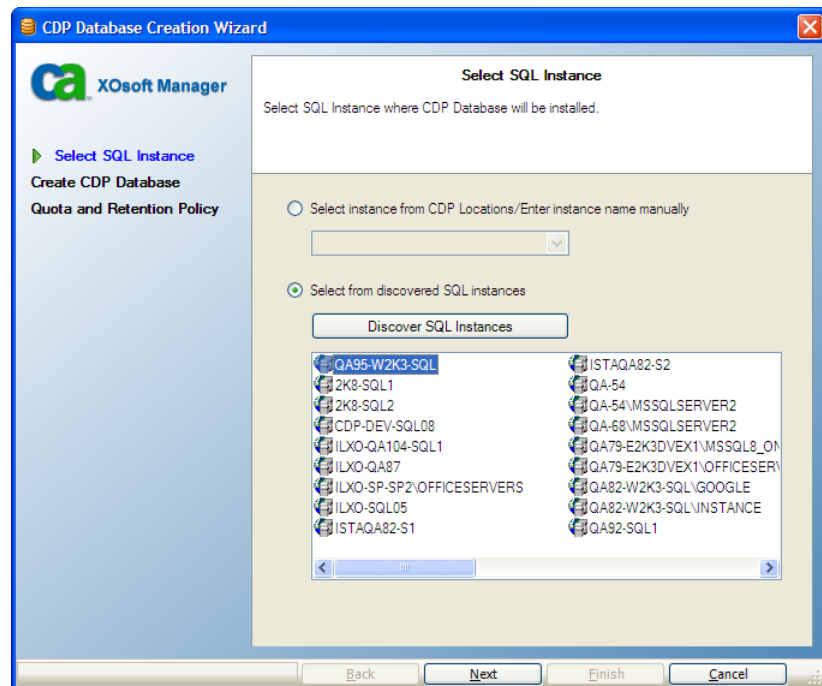 CDP Database Creation Wizard
ca XOsoft Manager
Select SQL Instance
Create CDP Database
Quota and Retention Policy
Select SQL Instance
Select SQL Instance where CDP Database will be installed.
Select instance from CDP Locations/Enter instance name manually
Select from discovered SQL instances
Discover SQL Instances
QA95-W2K3-SQL
2K8-SQL1
2K8-SQL2
CDP-DEV-SQL08
ILXO-QA104-SQL1
ILXO-QA87
ILXO-SP-SP2\OFFICESERVERS
ILXO-SQL05
ISTAQA82-S1
ISTAQA82-S2
QA-54
QA-54\MSSQLSERVER2
QA-68\MSSQLSERVER2
QA79-E2K3DVEX1\MSSQL8_ON
QA79-E2K3DVEX1\OFFICESERV
QA82-W2K3-SQL\GOOGLE
QA82-W2K3-SQL\INSTANCE
QA92-SQL1
Back Next Finish Cancel